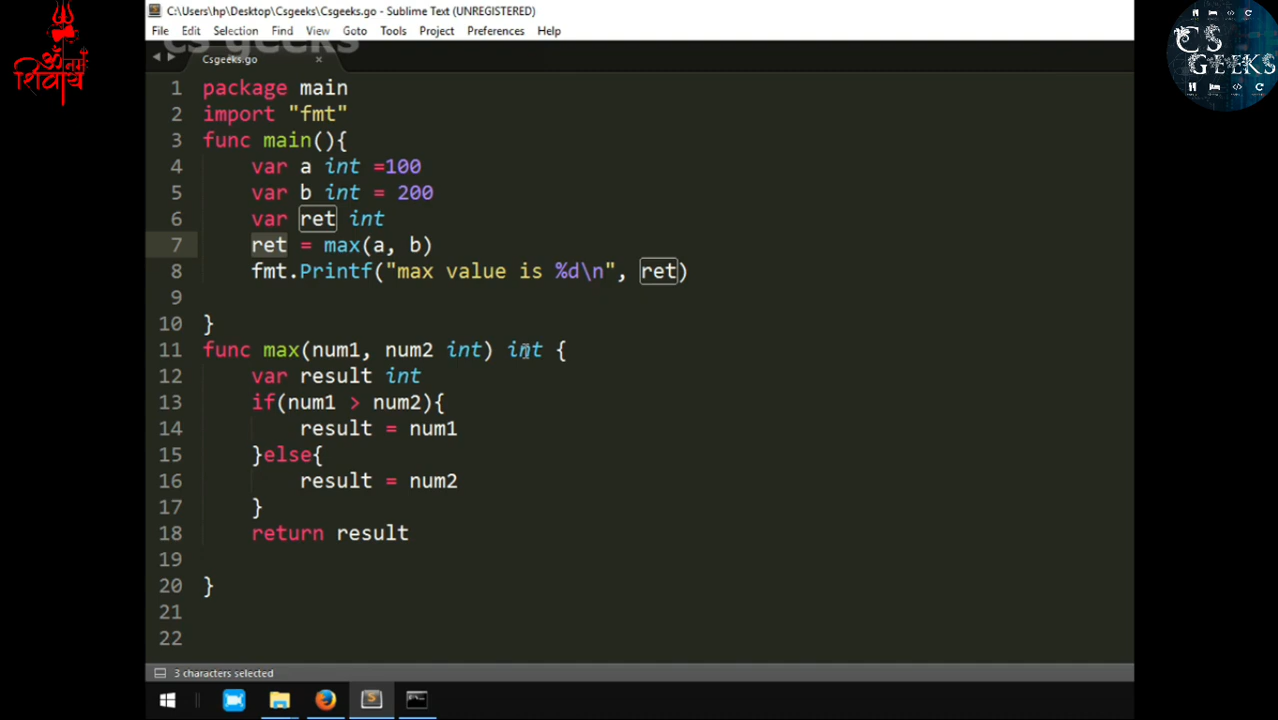 C:\Users\hp\Desktop\Csgeeks\Csgeeks.go - Sublime Text (UNREGISTERED)
File Edit Selection Find View Goto Tools Project Preferences Help
cs geeks
Csgeeks.go ×
ॐ नमः
शिवाय
CS
GEEKS
1 package main
2 import "fmt"
3 func main(){
4 var a int =100
5 var b int = 200
6 var ret int
7 ret = max(a, b)
8 fmt.Printf("max value is %d\n", ret)
9
10 }
11 func max(num1, num2 int) int {
12 var result int
13 if(num1 > num2){
14 result = num1
15 }else{
16 result = num2
17 }
18 return result
19
20 }
21
22
3 characters selected